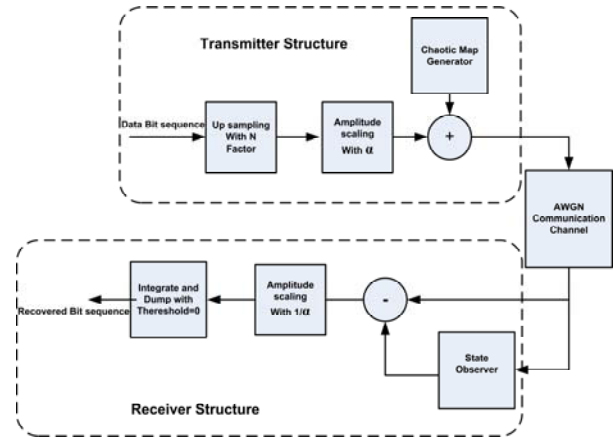 Transmitter Structure
Chaotic Map
Generator
Data Bit sequence
Up sampling
With N
Factor
Amplitude
scaling
With α
+
AWGN
Communication
Channel
Integrate and
Dump with
Thereshold=0
Amplitude
scaling
With 1/α
-
Recovered Bit sequence
State
Observer
Receiver Structure